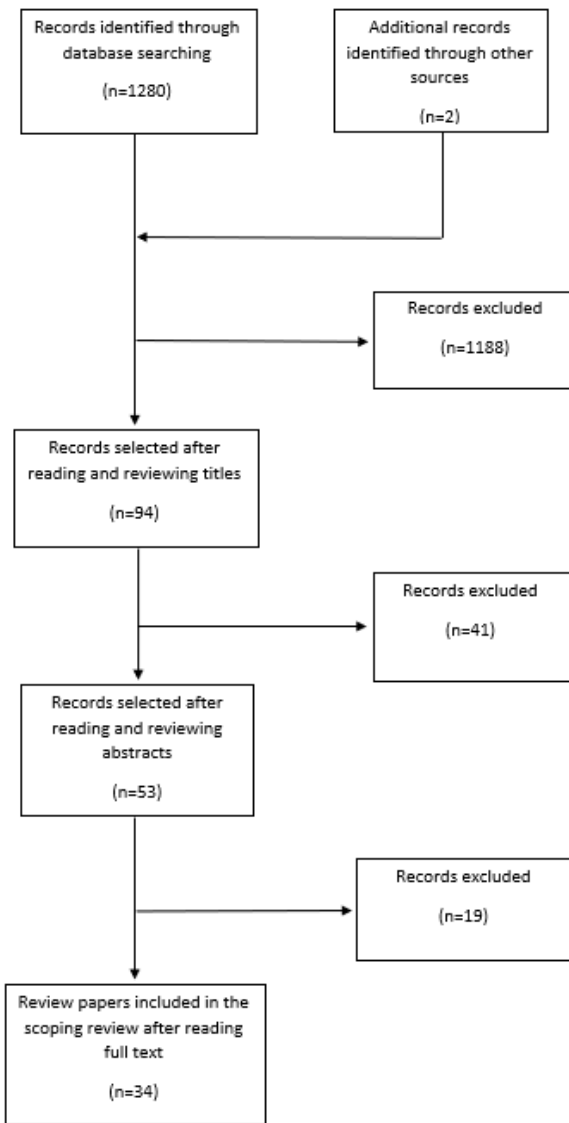 Records identified through
database searching
(n=1280)
Additional records
identified through other
sources
(n=2)
Records excluded
(n=1188)
Records selected after
reading and reviewing titles
(n=94)
Records excluded
(n=41)
Records selected after
reading and reviewing
abstracts
(n=53)
Records excluded
(n=19)
Review papers included in the
scoping review after reading
full text
(n=34)